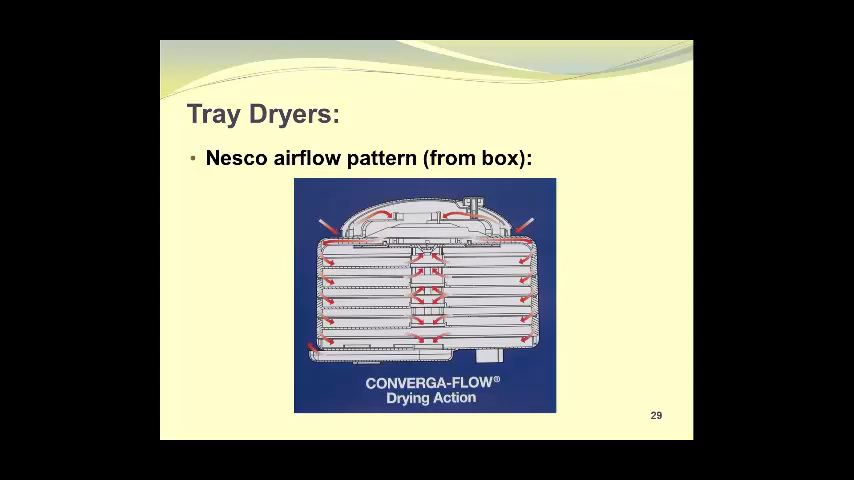 Tray Dryers:
• Nesco airflow pattern (from box):
CONVERGA-FLOW®
Drying Action
29